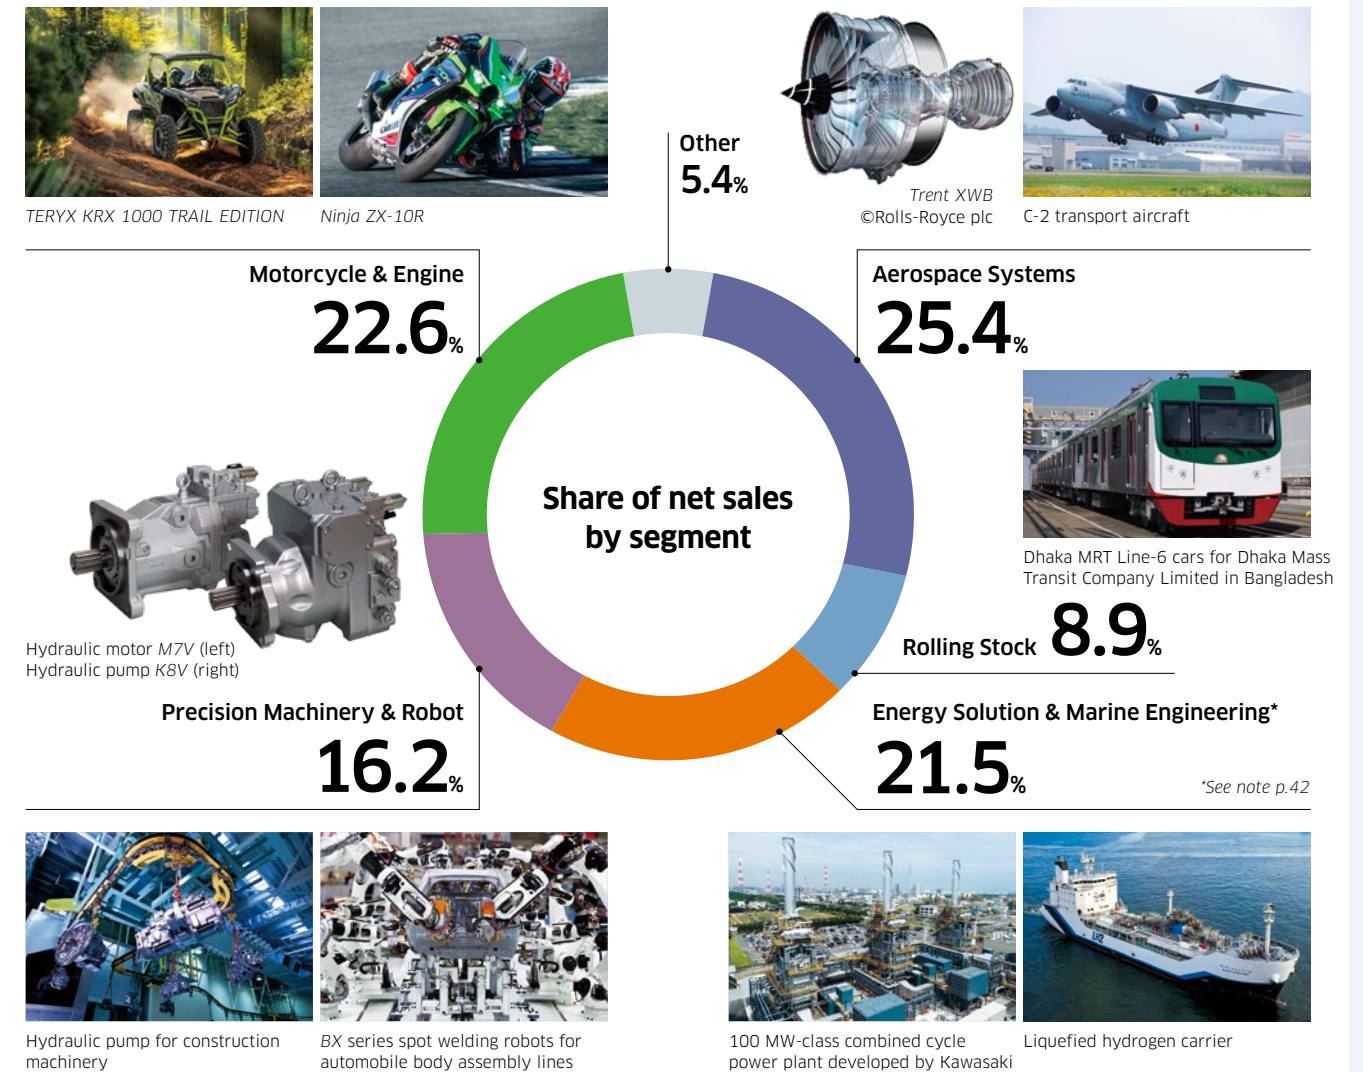 TERYX KRX 1000 TRAIL EDITION
Ninja ZX-10R
Other
5.4%
Trent XWB
©Rolls-Royce plc
C-2 transport aircraft
Motorcycle & Engine
22.6%
Aerospace Systems
25.4%
Share of net sales
by segment
Dhaka MRT Line-6 cars for Dhaka Mass
Transit Company Limited in Bangladesh
Rolling Stock 8.9%
Hydraulic motor M7V (left)
Hydraulic pump K8V (right)
Precision Machinery & Robot
16.2%
Energy Solution & Marine Engineering*
21.5%
*See note p.42
Hydraulic pump for construction
machinery
BX series spot welding robots for
automobile body assembly lines
100 MW-class combined cycle
power plant developed by Kawasaki
LH2
Liquefied hydrogen carrier